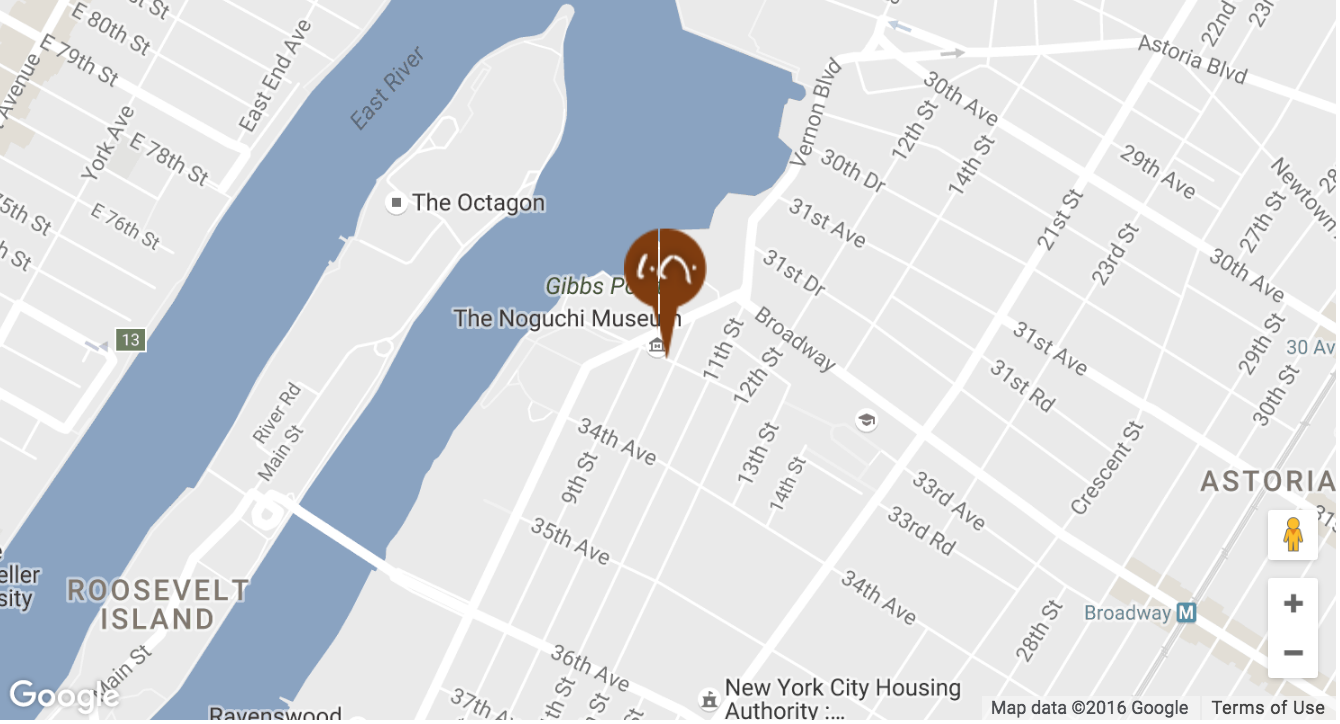 E 80th St
E 79th St
East End Ave
York Ave
E 78th St
E 76th St
75th St
East River
The Octagon
Vernon Blvd
30th Dr
31st Ave
31st Dr
Broadway
12th St
14th St
30th Ave
Astoria Blvd
22nd
23rd
29th Ave
Newtown
27th St
21st St
23rd St
30th Ave
31st Ave
31st Rd
29th St
30th St
30 Av
Gibbs Po
The Noguchi Museum
11th St
12th St
13
River Rd
Main St
34th Ave
9th St
13th St
14th St
35th Ave
33rd Ave
33rd Rd
Crescent St
ASTORIA
34th Ave
28th St
Broadway M
ROOSEVELT
ISLAND
eller
sity
Main St
36th Ave
37th Ave
Ravenswood
New York City Housing
Authority :...
+
−
Google
Map data ©2016 Google
Terms of Use